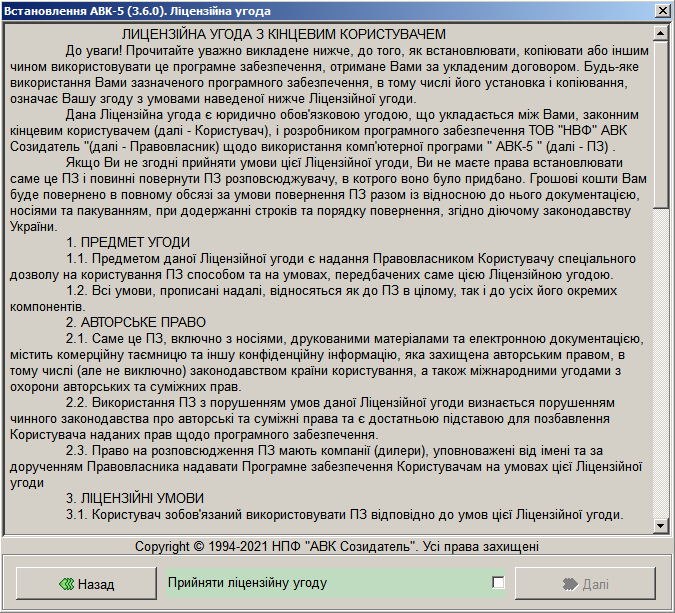 Встановлення АВК-5 (3.6.0). Ліцензійна угода
ЛИЦЕНЗІЙНА УГОДА З КІНЦЕВИМ КОРИСТУВАЧЕМ
До уваги! Прочитайте уважно викладене нижче, до того, як встановлювати, копіювати або іншим
чином використовувати це програмне забезпечення, отримане Вами за укладеним договором. Будь-яке
використання Вами зазначеного програмного забезпечення, в тому числі його установка і копіювання,
означає Вашу згоду з умовами наведеної нижче Ліцензійної угоди.
Дана Ліцензійна угода є юридично обов'язковою угодою, що укладається між Вами, законним
кінцевим користувачем (далі - Користувач), і розробником програмного забезпечення ТОВ "НВФ" АВК
Созидатель "(далі - Правовласник) щодо використання комп'ютерної програми " АВК-5 " (далі - ПЗ) .
Якщо Ви не згодні прийняти умови цієї Ліцензійної угоди, Ви не маєте права встановлювати
саме це ПЗ і повинні повернути ПЗ розповсюджувачу, в котрого воно було придбано. Грошові кошти Вам
буде повернено в повному обсязі за умови повернення ПЗ разом із відносною до нього документацією,
носіями та пакуванням, при додержанні строків та порядку повернення, згідно діючому законодавству
України.
1. ПРЕДМЕТ УГОДИ
1.1. Предметом даної Ліцензійної угоди є надання Правовласником Користувачу спеціального
дозволу на користування ПЗ способом та на умовах, передбачених саме цією Ліцензійною угодою.
1.2. Всі умови, прописані надалі, відносяться як до ПЗ в цілому, так і до усіх його окремих
компонентів.
2. АВТОРСЬКЕ ПРАВО
2.1. Саме це ПЗ, включно з носіями, друкованими матеріалами та електронною документацією,
містить комерційну таємницю та іншу конфіденційну інформацію, яка захищена авторським правом, в
тому числі (але не виключно) законодавством країни користування, а також міжнародними угодами з
охорони авторських та суміжних прав.
2.2. Використання ПЗ з порушенням умов даної Ліцензійної угоди визнається порушенням
чинного законодавства про авторські та суміжні права та є достатньою підставою для позбавлення
Користувача наданих прав щодо програмного забезпечення.
2.3. Право на розповсюдження ПЗ мають компанії (дилери), уповноважені від імені та за
дорученням Правовласника надавати Програмне забезпечення Користувачам на умовах цієї Ліцензійної
угоди
3. ЛІЦЕНЗІЙНІ УМОВИ
3.1. Користувач зобов'язаний використовувати ПЗ відповідно до умов цієї Ліцензійної угоди.
Copyright © 1994-2021 НПФ "АВК Созидатель". Усі права захищені
Назад
Прийняти ліцензійну угоду
Далі